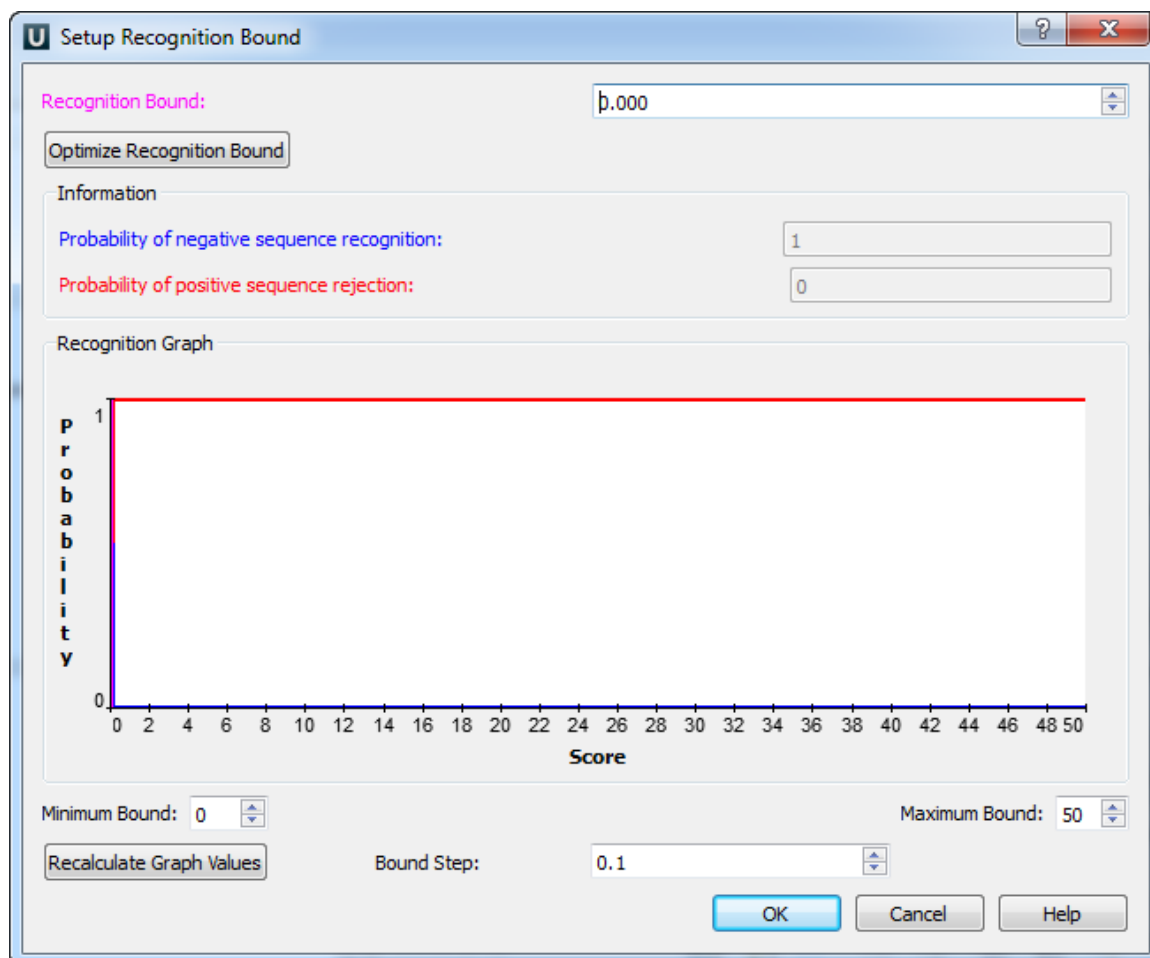 U Setup Recognition Bound
Recognition Bound: 0.000
Optimize Recognition Bound
Information
Probability of negative sequence recognition: 1
Probability of positive sequence rejection: 0
Recognition Graph
Probability
1
0
0 2 4 6 8 10 12 14 16 18 20 22 24 26 28 30 32 34 36 38 40 42 44 46 48 50
Score
Minimum Bound: 0 Maximum Bound: 50
Recalculate Graph Values Bound Step: 0.1
OK Cancel Help